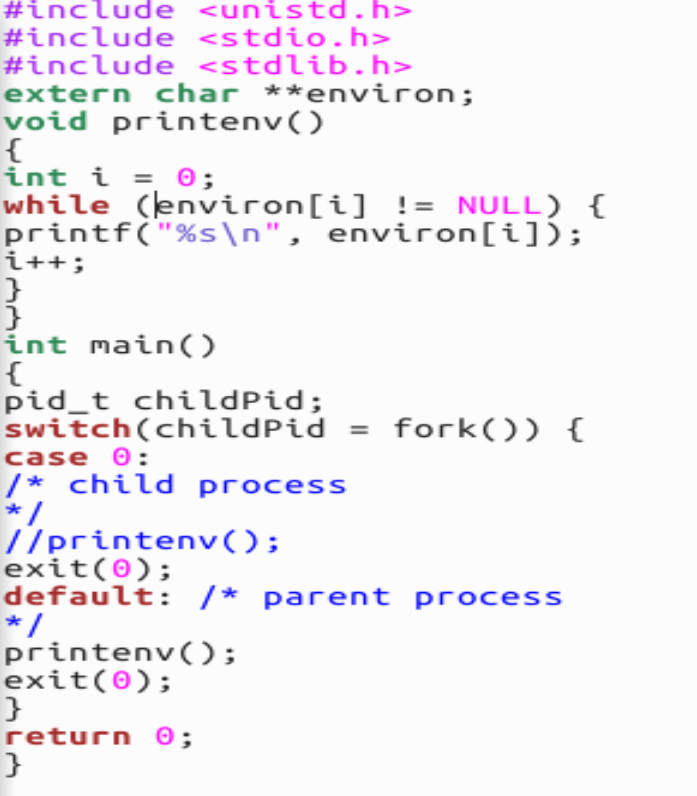 #include <unistd.h>
#include <stdio.h>
#include <stdlib.h>
extern char **environ;
void printenv()
{
int i = 0;
while (environ[i] != NULL) {
printf("%s\n", environ[i]);
i++;
}
}
int main()
{
pid_t childPid;
switch(childPid = fork()) {
case 0:
/* child process
*/
//printenv();
exit(0);
default: /* parent process
*/
printenv();
exit(0);
}
return 0;
}